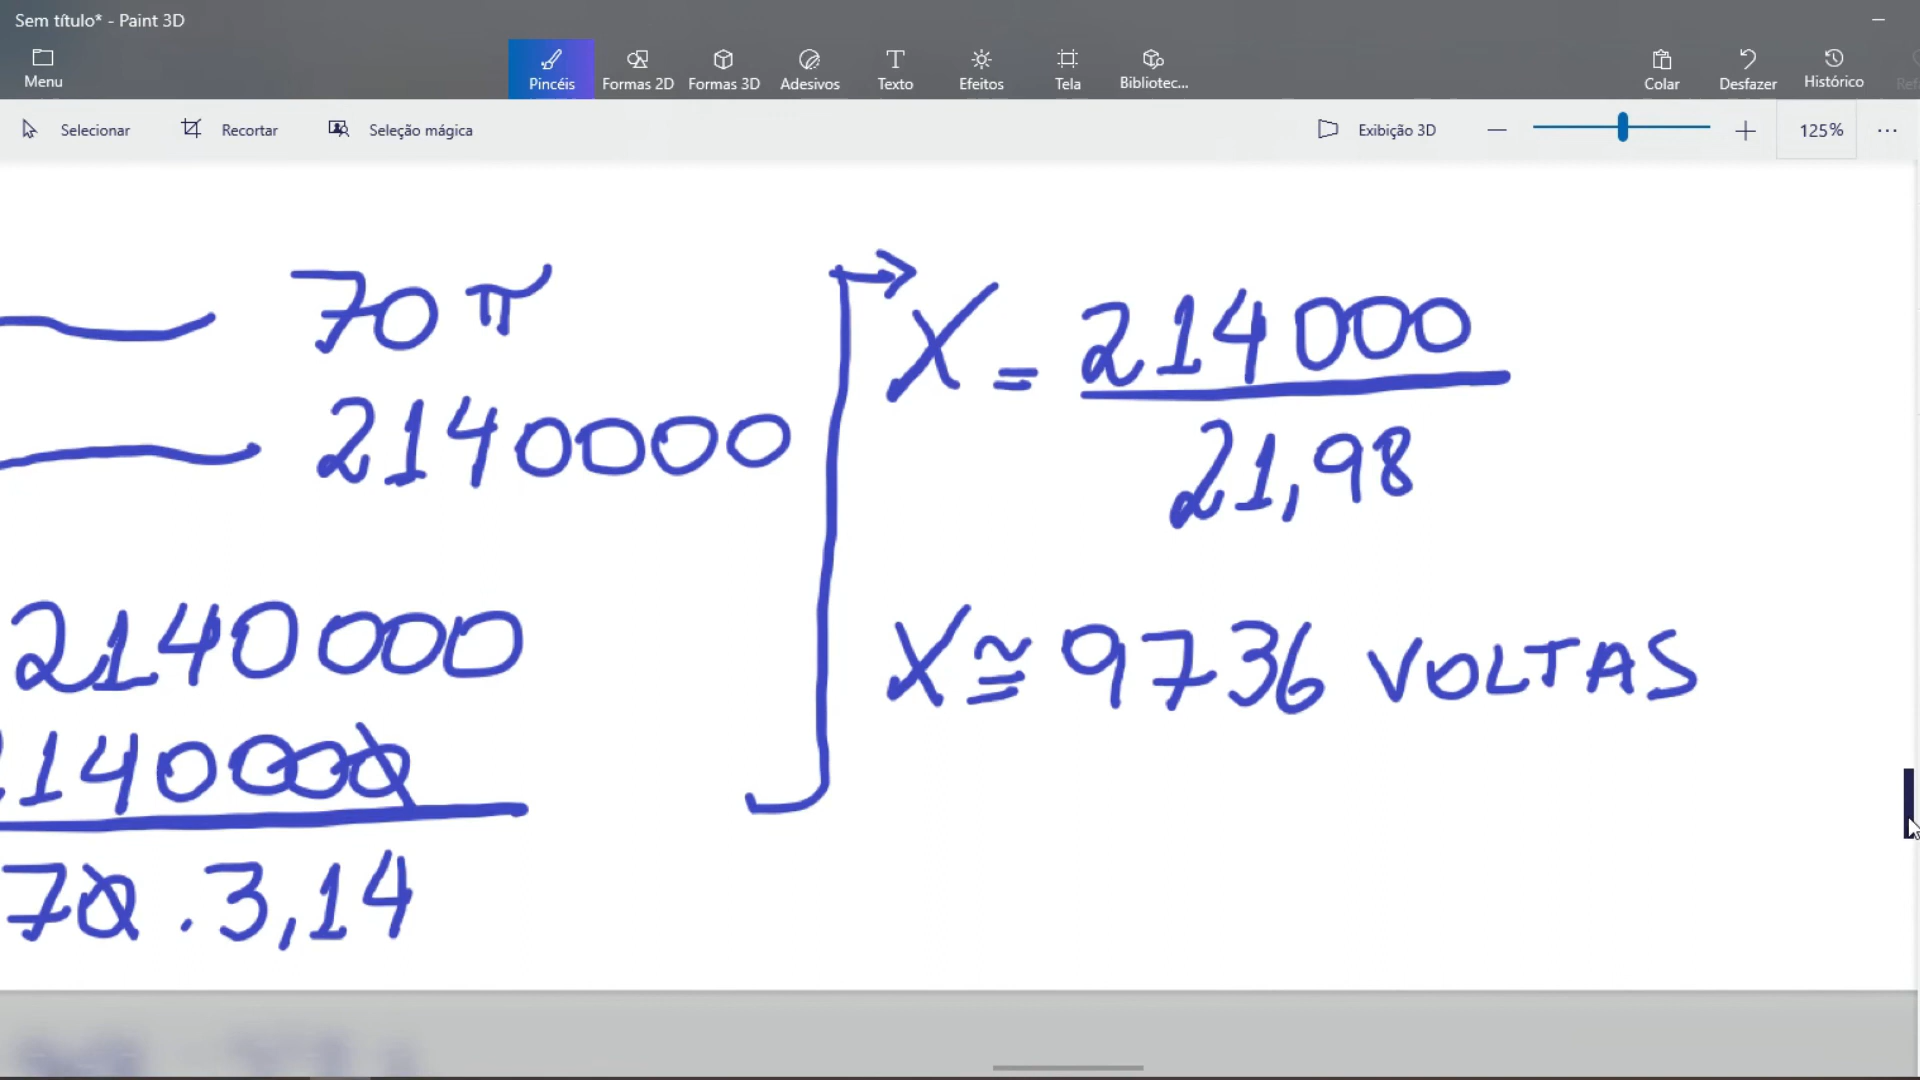 Sem título* - Paint 3D
Menu
Pincéis
Formas 2D
Formas 3D
Adesivos
Texto
Efeitos
Tela
Bibliotec...
Colar
Desfazer
Histórico
Selecionar
Recortar
Seleção mágica
Exibição 3D
125%
70 π
2140000
2140000
140000
70 . 3,14
X = 214000
21,98
X ≅ 9736 VOLTAS